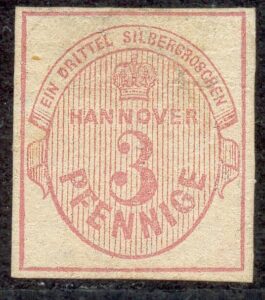 EIN DRITTEL SILBERGROSCHEN
HANNOVER
3
PFENNIGE